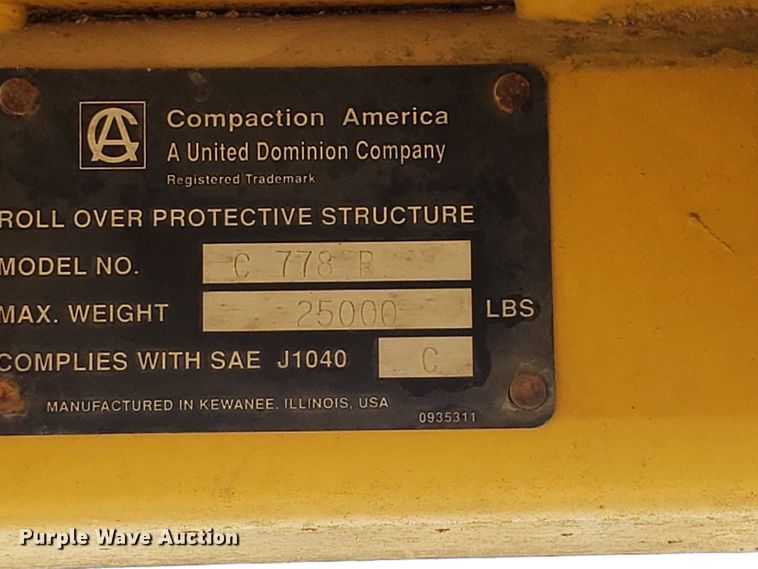 CA
Compaction America
A United Dominion Company
Registered Trademark
ROLL OVER PROTECTIVE STRUCTURE
MODEL NO. C 778 B
MAX. WEIGHT 25000 LBS
COMPLIES WITH SAE J1040 C
MANUFACTURED IN KEWANEE, ILLINOIS, USA
0935311
Purple Wave Auction